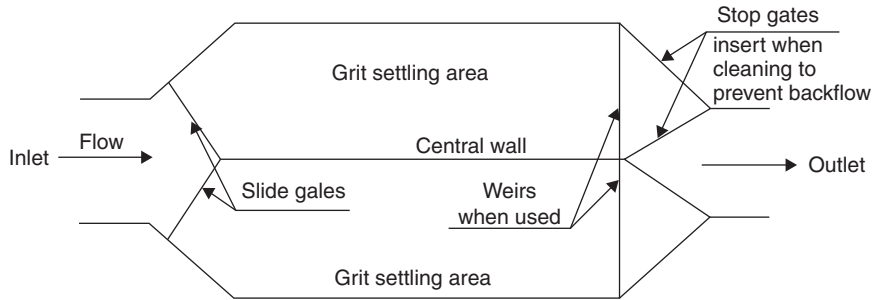 Stop gates
insert when
cleaning to
prevent backflow
Grit settling area
Flow
Inlet
Central wall
Outlet
Slide gales
Weirs
when used
Grit settling area